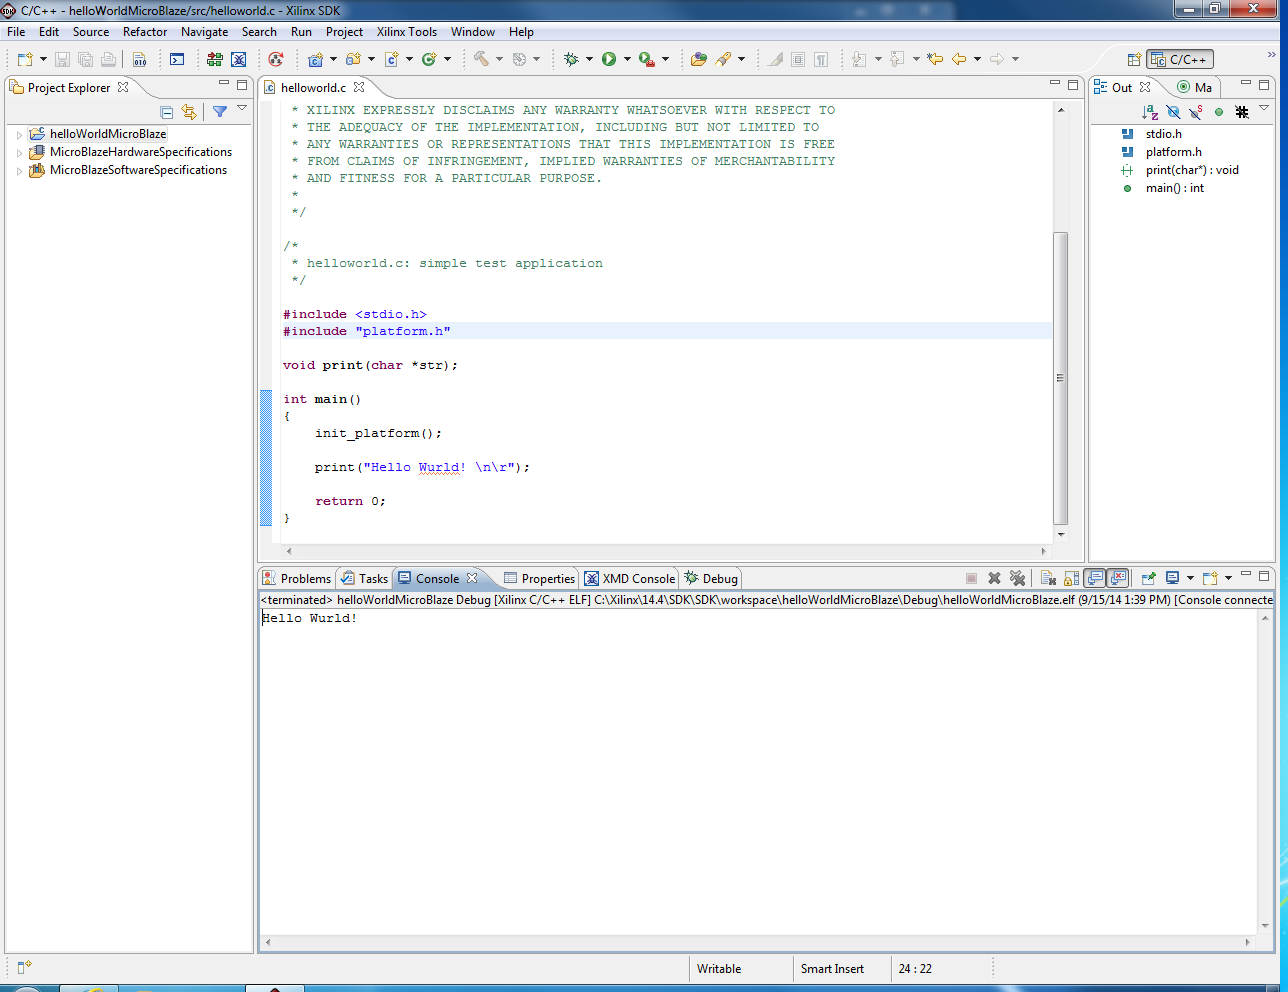 C/C++ - helloWorldMicroBlaze/src/helloworld.c - Xilinx SDK
File Edit Source Refactor Navigate Search Run Project Xilinx Tools Window Help
C/C++
Project Explorer
helloWorldMicroBlaze
MicroBlazeHardwareSpecifications
MicroBlazeSoftwareSpecifications
helloworld.c
* XILINX EXPRESSLY DISCLAIMS ANY WARRANTY WHATSOEVER WITH RESPECT TO
* THE ADEQUACY OF THE IMPLEMENTATION, INCLUDING BUT NOT LIMITED TO
* ANY WARRANTIES OR REPRESENTATIONS THAT THIS IMPLEMENTATION IS FREE
* FROM CLAIMS OF INFRINGEMENT, IMPLIED WARRANTIES OF MERCHANTABILITY
* AND FITNESS FOR A PARTICULAR PURPOSE.
*
*/
/*
* helloworld.c: simple test application
*/
#include <stdio.h>
#include "platform.h"
void print(char *str);
int main()
{
init_platform();
print("Hello Wurld! \n\r");
return 0;
}
Out Ma
stdio.h
platform.h
print(char*) : void
main() : int
Problems Tasks Console Properties XMD Console Debug
<terminated> helloWorldMicroBlaze Debug [Xilinx C/C++ ELF] C:\Xilinx\14.4\SDK\SDK\workspace\helloWorldMicroBlaze\Debug\helloWorldMicroBlaze.elf (9/15/14 1:39 PM) [Console connecte
Hello Wurld!
Writable Smart Insert 24 : 22